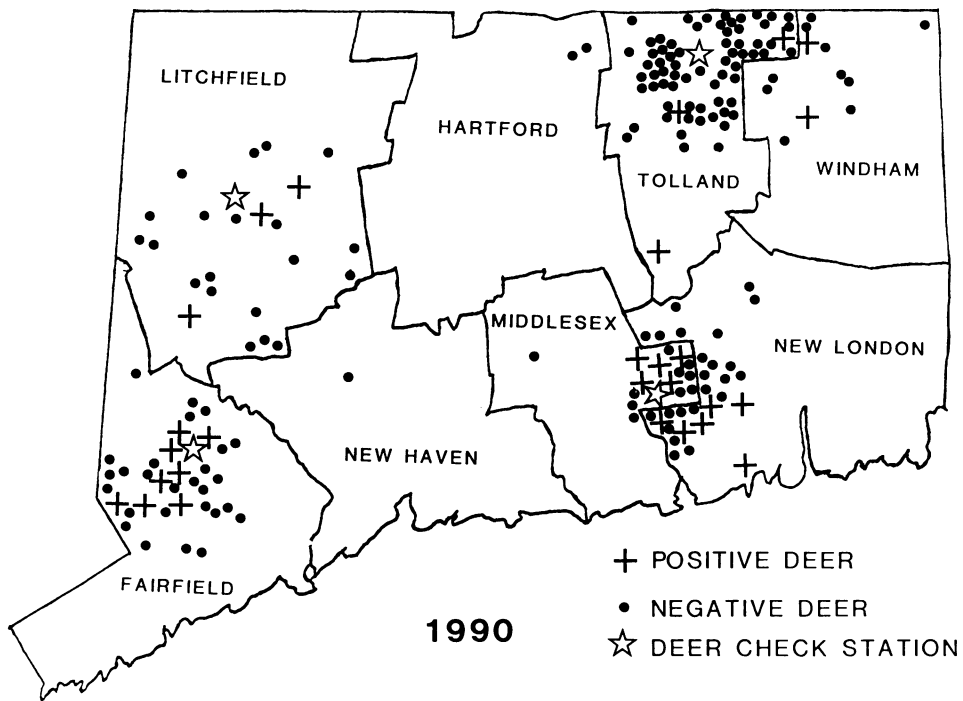 LITCHFIELD
HARTFORD
TOLLAND
WINDHAM
MIDDLESEX
NEW LONDON
NEW HAVEN
FAIRFIELD
POSITIVE DEER
NEGATIVE DEER
DEER CHECK STATION
1990